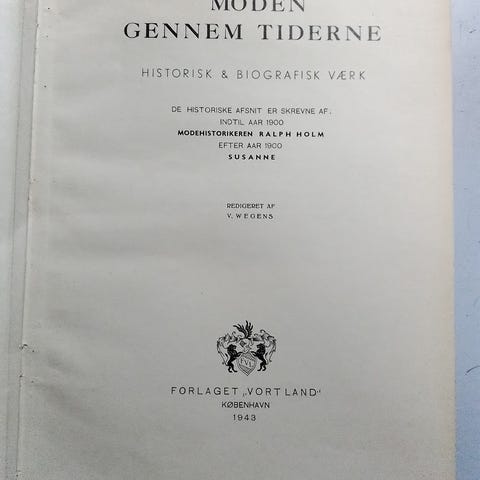 MODEN
GENNEM TIDERNE
HISTORISK & BIOGRAFISK VÆRK
DE HISTORISKE AFSNIT ER SKREVNE AF:
INDTIL AAR 1900
MODEHISTORIKEREN RALPH HOLM
EFTER AAR 1900
SUSANNE
REDIGERET AF
V. WEGENS
FORLAGET „VORT LAND“
KØBENHAVN
1943